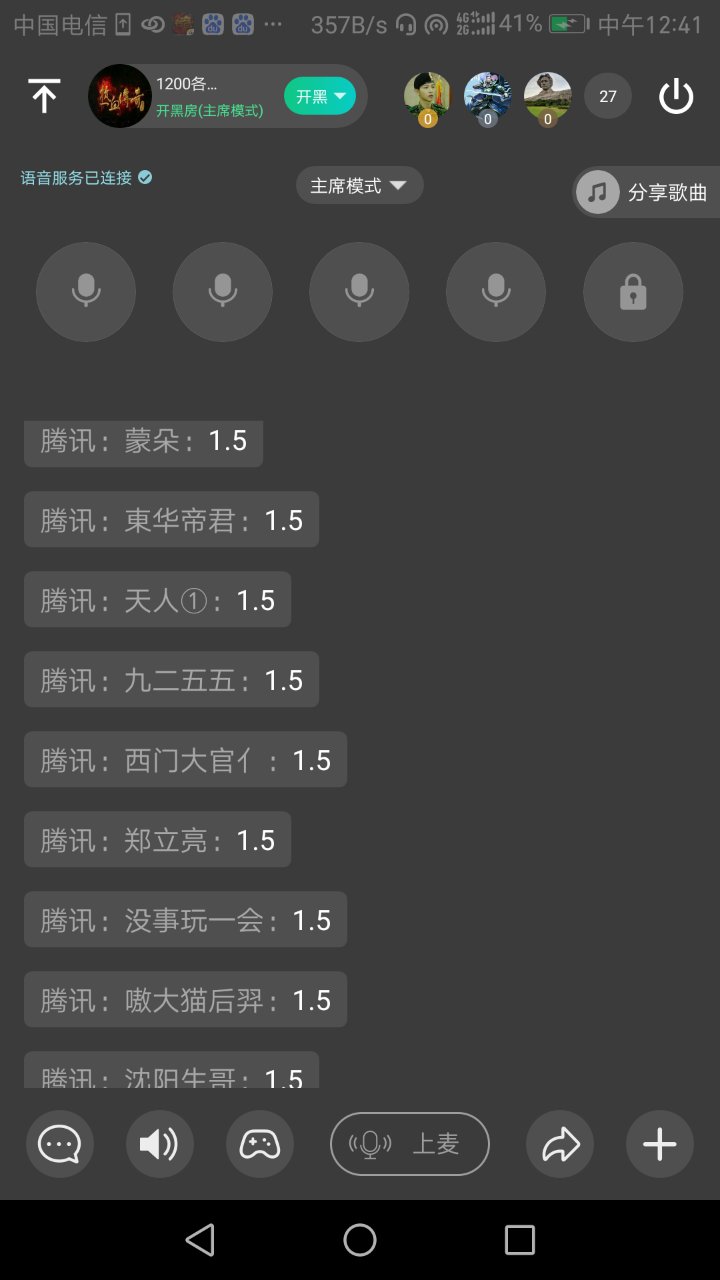 中国电信 ··· 357B/s 4G 2G 41% 中午12:41
1200各...
开黑房(主席模式)
开黑
0 0 0 27
语音服务已连接
主席模式
分享歌曲
腾讯：蒙朵：1.5
腾讯：東华帝君：1.5
腾讯：天人①：1.5
腾讯：九二五五：1.5
腾讯：西门大官亻：1.5
腾讯：郑立亮：1.5
腾讯：没事玩一会：1.5
腾讯：嗷大猫后羿：1.5
腾讯：沈阳生哥：1.5
上麦